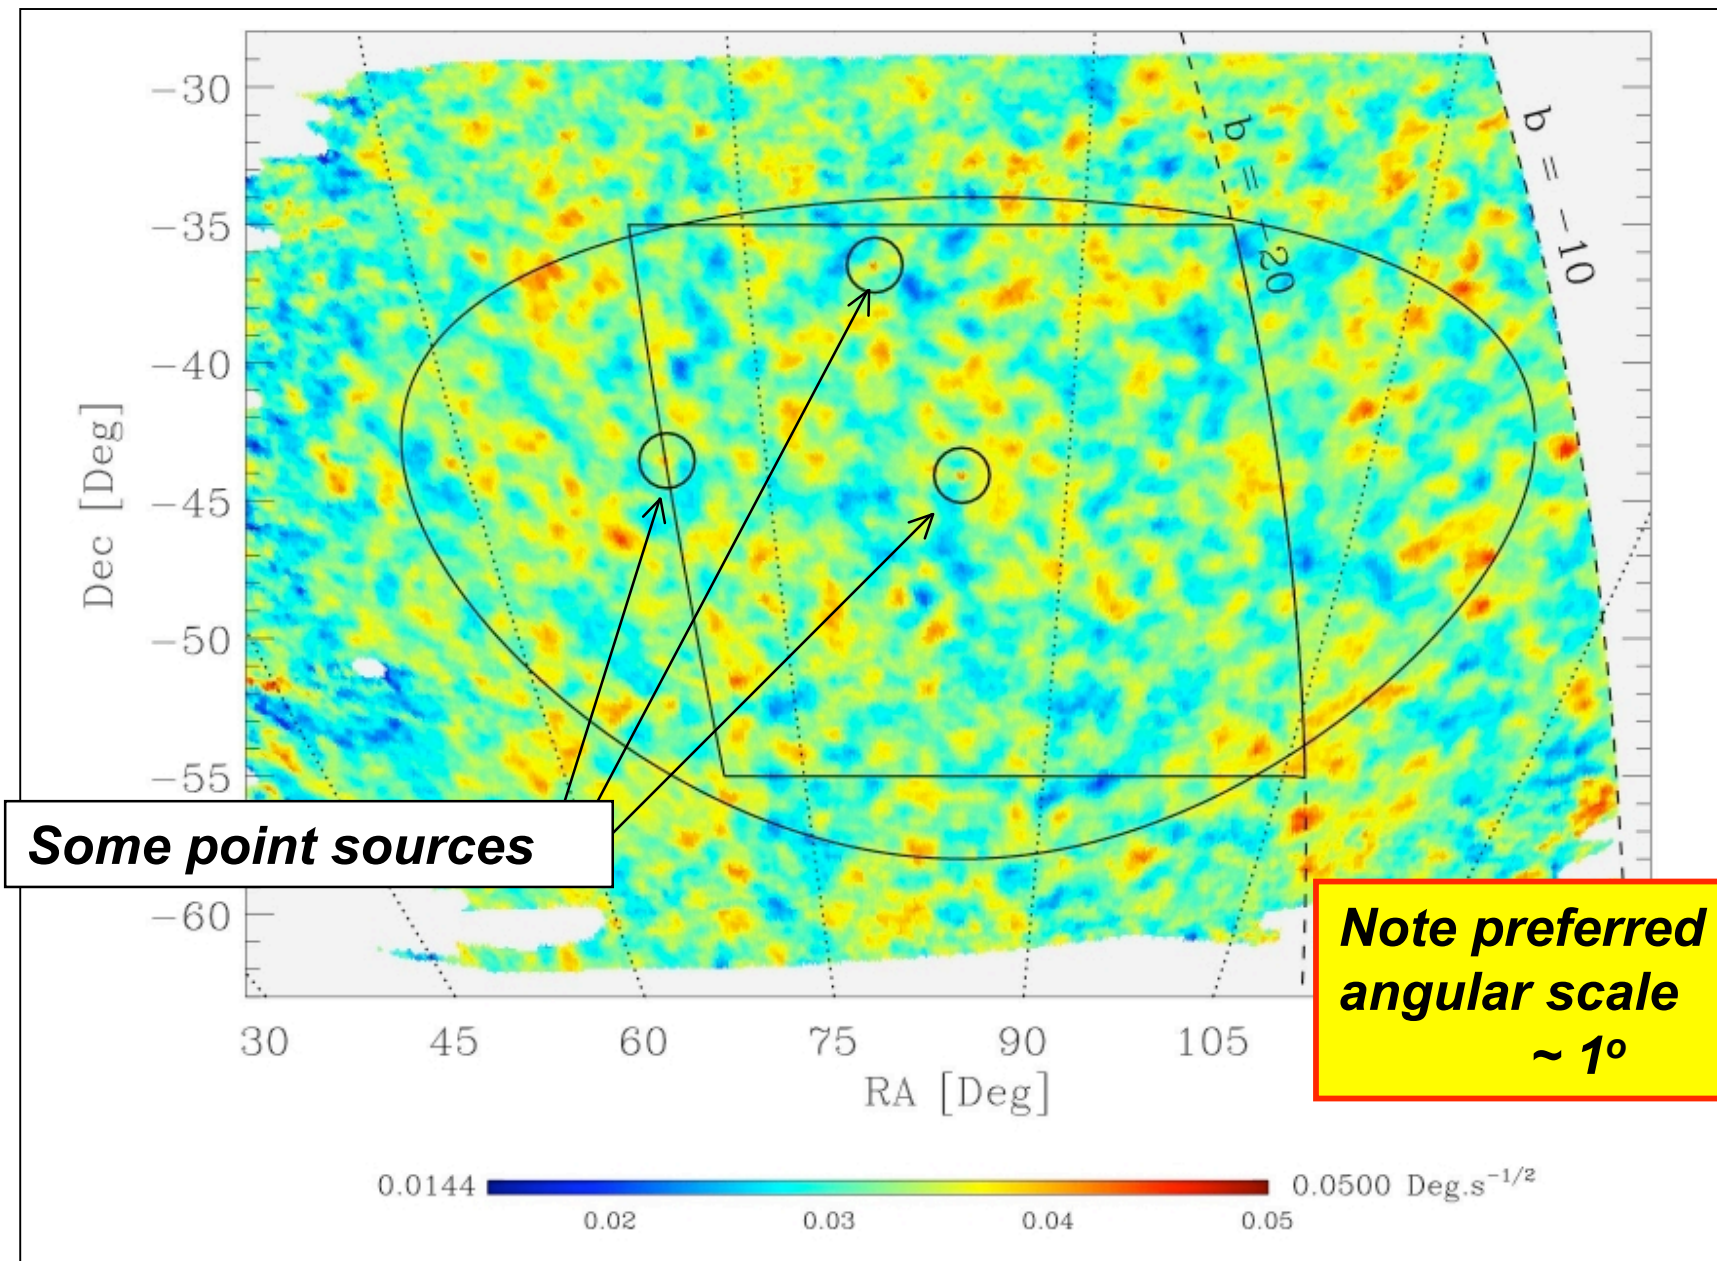 −30
−35
−40
−45
−50
−55
−60
Dec [Deg]
b = −20
b = −10
Some point sources
Note preferred
angular scale
~ 1º
30
45
60
75
90
105
RA [Deg]
0.0144
0.0500 Deg.s−1/2
0.02
0.03
0.04
0.05